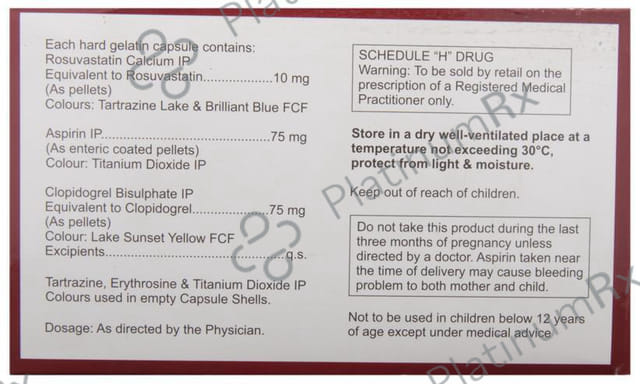 Each hard gelatin capsule contains:
Rosuvastatin Calcium IP
Equivalent to Rosuvastatin.................10 mg
(As pellets)
Colours: Tartrazine Lake & Brilliant Blue FCF
Aspirin IP..........................................75 mg
(As enteric coated pellets)
Colour: Titanium Dioxide IP
Clopidogrel Bisulphate IP
Equivalent to Clopidogrel...................75 mg
(As pellets)
Colour: Lake Sunset Yellow FCF
Excipients............................................q.s.
Tartrazine, Erythrosine & Titanium Dioxide IP
Colours used in empty Capsule Shells.
Dosage: As directed by the Physician.
SCHEDULE "H" DRUG
Warning: To be sold by retail on the
prescription of a Registered Medical
Practitioner only.
Store in a dry well-ventilated place at a
temperature not exceeding 30°C,
protect from light & moisture.
Keep out of reach of children.
Do not take this product during the last
three months of pregnancy unless
directed by a doctor. Aspirin taken near
the time of delivery may cause bleeding
problem to both mother and child.
Not to be used in children below 12 years
of age except under medical advice
PlatinumRx
PlatinumRx
PlatinumRx